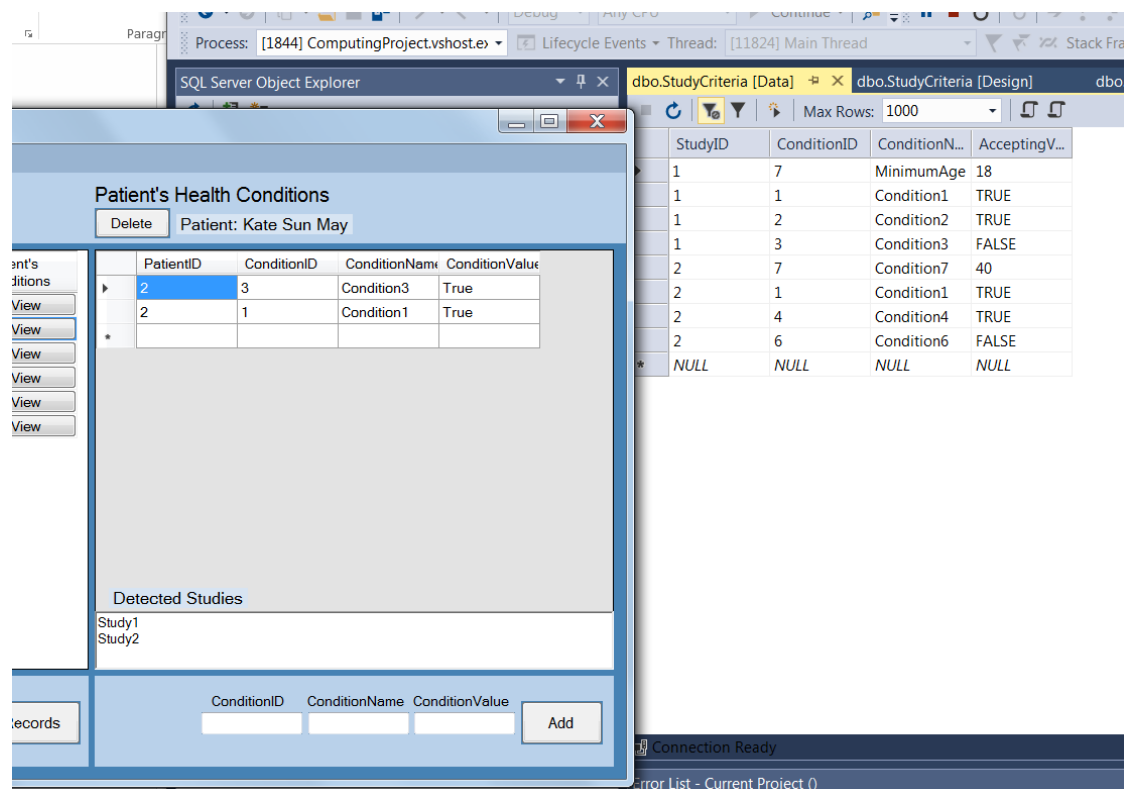 Debug Any CPU Continue
Paragr
Process: [1844] ComputingProject.vshost.ex Lifecycle Events Thread: [11824] Main Thread Stack Fra
SQL Server Object Explorer
dbo.StudyCriteria [Data] dbo.StudyCriteria [Design] dbo
Max Rows: 1000
StudyID ConditionID ConditionN... AcceptingV...
1 7 MinimumAge 18
1 1 Condition1 TRUE
1 2 Condition2 TRUE
1 3 Condition3 FALSE
2 7 Condition7 40
2 1 Condition1 TRUE
2 4 Condition4 TRUE
2 6 Condition6 FALSE
NULL NULL NULL NULL
X
Patient's Health Conditions
Delete Patient: Kate Sun May
ent's
ditions
View
View
View
View
View
View
PatientID ConditionID ConditionName ConditionValue
2 3 Condition3 True
2 1 Condition1 True
Detected Studies
Study1
Study2
ConditionID ConditionName ConditionValue
ecords
Add
Connection Ready
Error List - Current Project ()